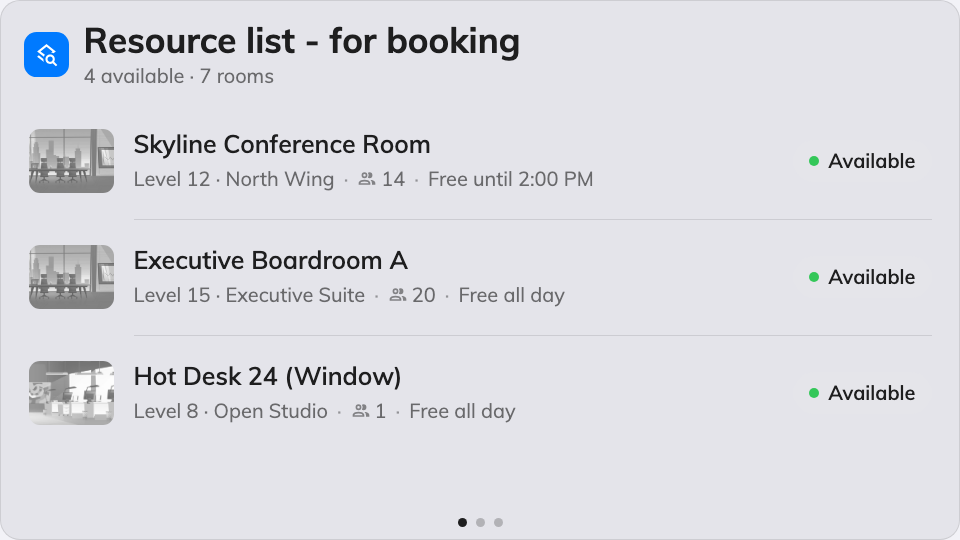 Resource list - for booking
4 available · 7 rooms
Skyline Conference Room
Level 12 · North Wing · 14 · Free until 2:00 PM
Available
Executive Boardroom A
Level 15 · Executive Suite · 20 · Free all day
Available
Hot Desk 24 (Window)
Level 8 · Open Studio · 1 · Free all day
Available